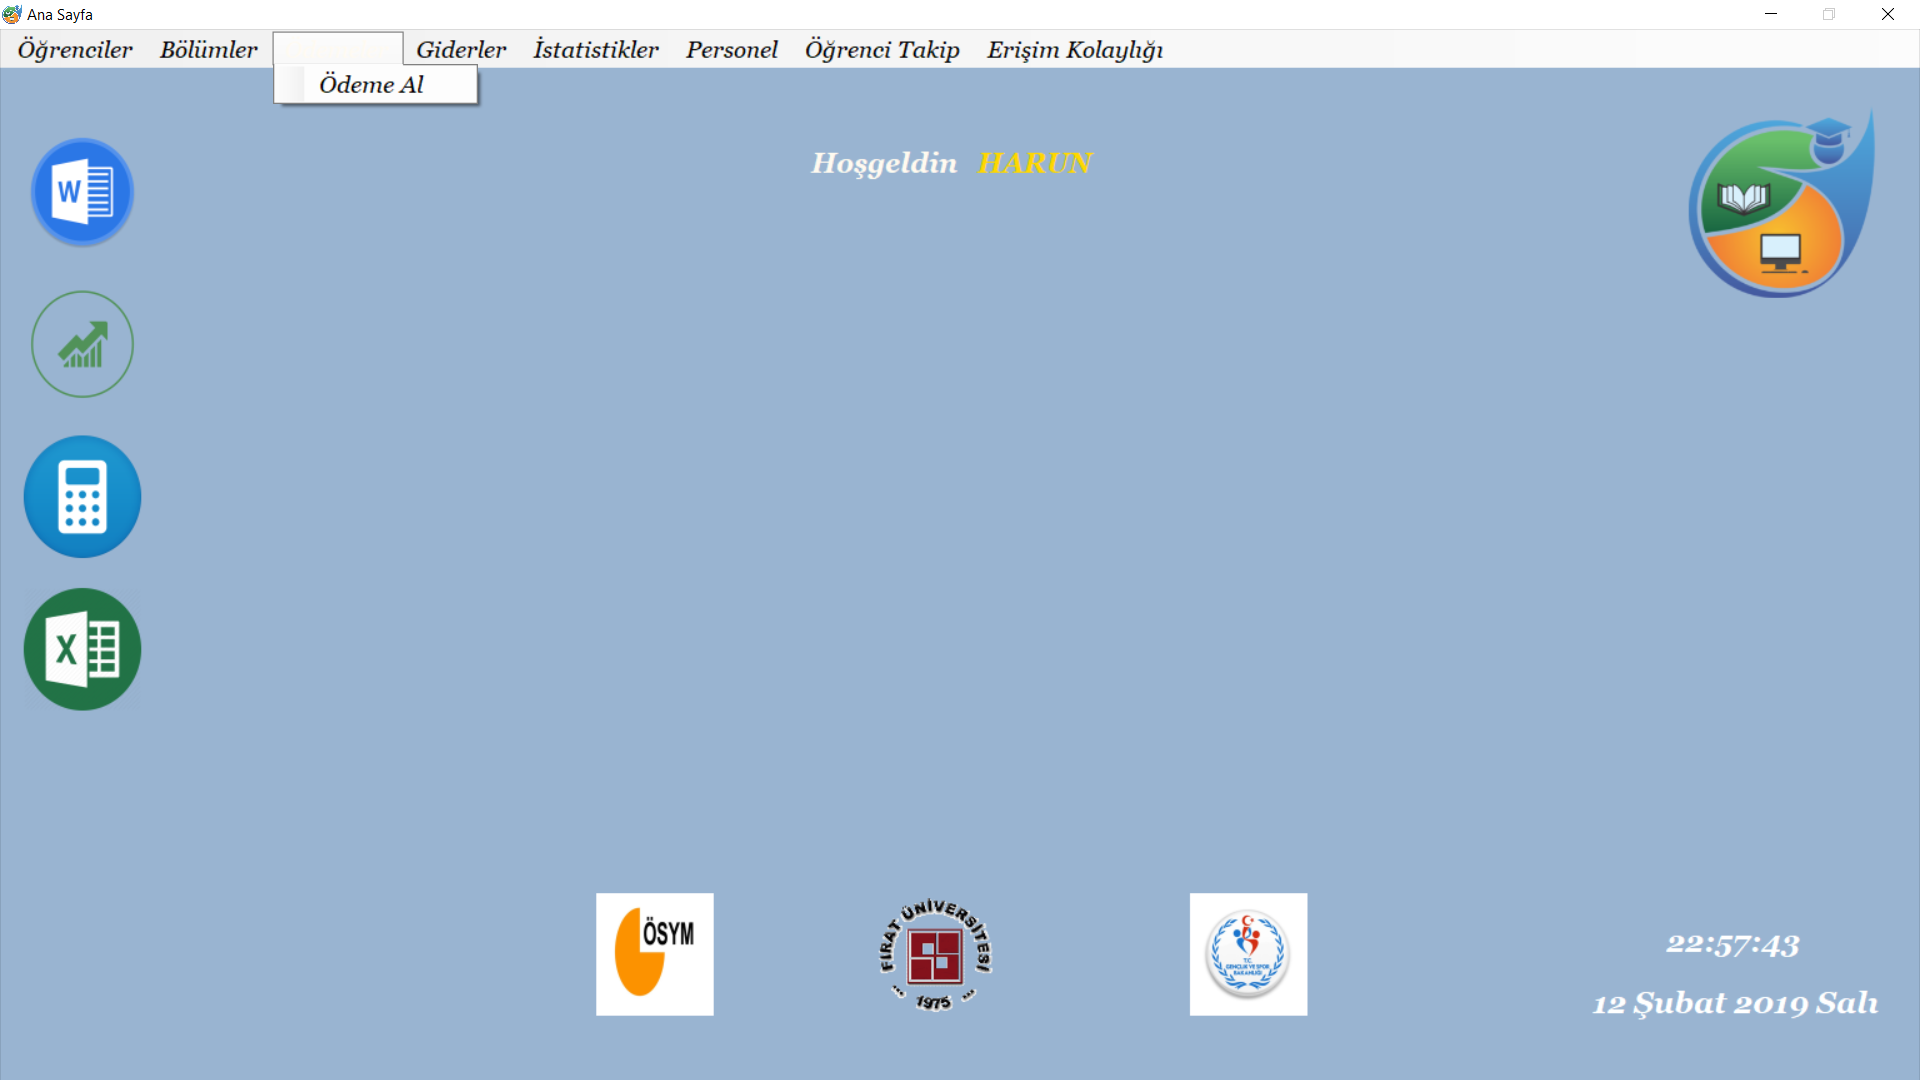 Ana Sayfa
Öğrenciler Bölümler Giderler İstatistikler Personel Öğrenci Takip Erişim Kolaylığı
Ödeme Al
Hoşgeldin HARUN
W
X
ÖSYM
FIRAT ÜNİVERSİTESİ
1975
T.C.
GENÇLİK VE SPOR
BAKANLIĞI
22:57:43
12 Şubat 2019 Salı